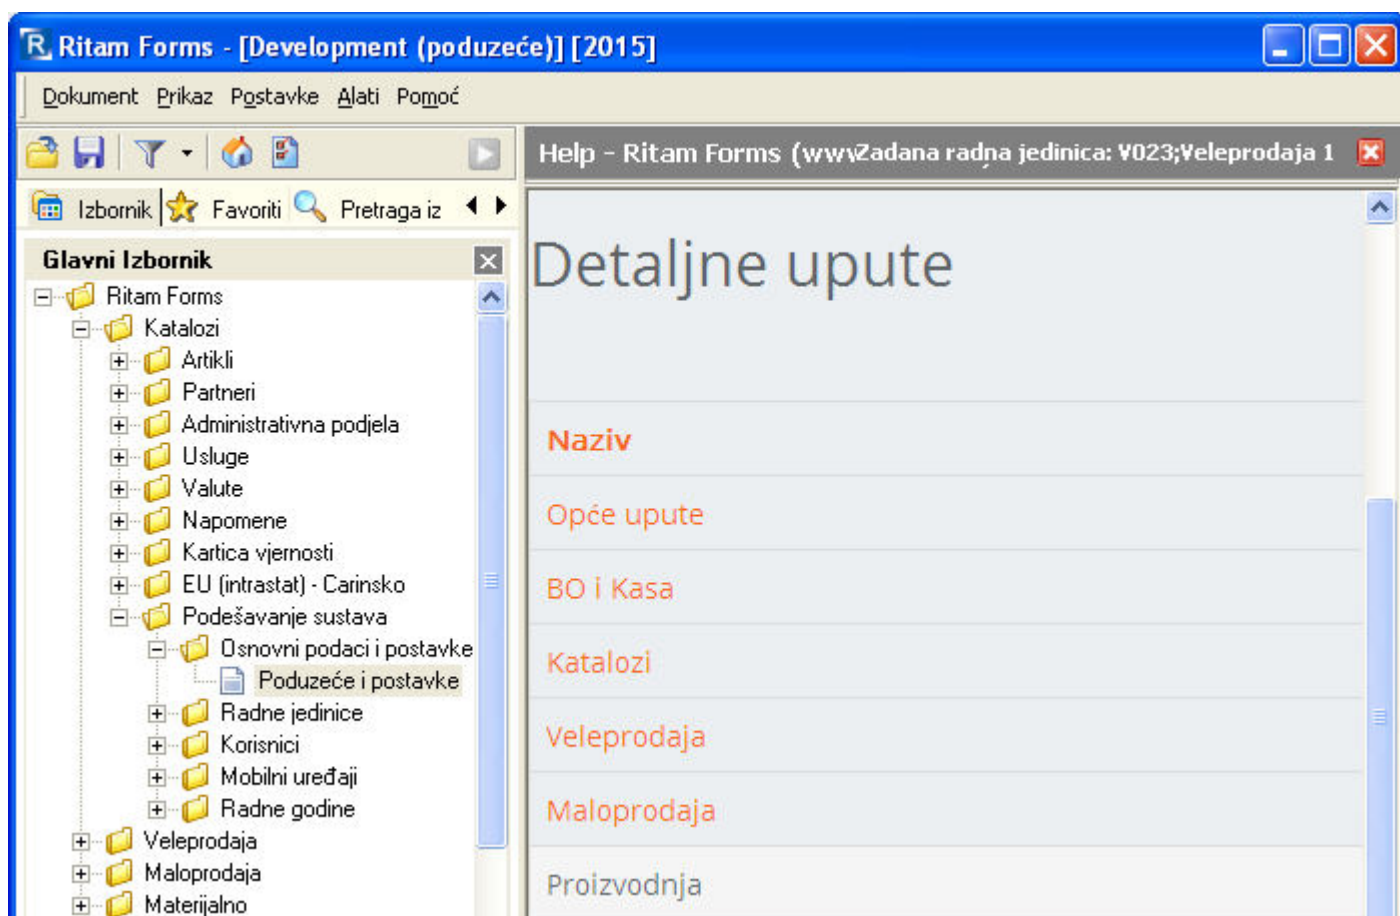 Ritam Forms - [Development (poduzeće)] [2015]
Dokument Prikaz Postavke Alati Pomoć
Izbornik Favoriti Pretraga iz
Glavni Izbornik
Ritam Forms
Katalozi
Artikli
Partneri
Administrativna podjela
Usluge
Valute
Napomene
Kartica vjernosti
EU (intrastat) - Carinsko
Podešavanje sustava
Osnovni podaci i postavke
Poduzeće i postavke
Radne jedinice
Korisnici
Mobilni uređaji
Radne godine
Veleprodaja
Maloprodaja
Materijalno
Help - Ritam Forms (www Zadana radna jedinica: V023;Veleprodaja 1
Detaljne upute
Naziv
Opće upute
BO i Kasa
Katalozi
Veleprodaja
Maloprodaja
Proizvodnja